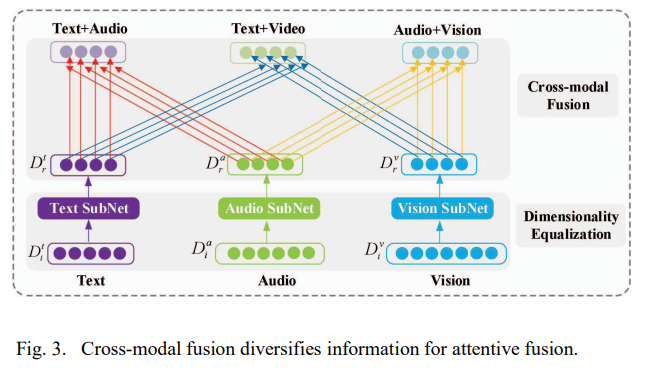 Text+Audio Text+Video Audio+Vision
Cross-modal
Fusion
D_r^t D_r^a D_r^v
Text SubNet Audio SubNet Vision SubNet
Dimensionality
Equalization
D_i^t D_i^a D_i^v
Text Audio Vision
Fig. 3. Cross-modal fusion diversifies information for attentive fusion.